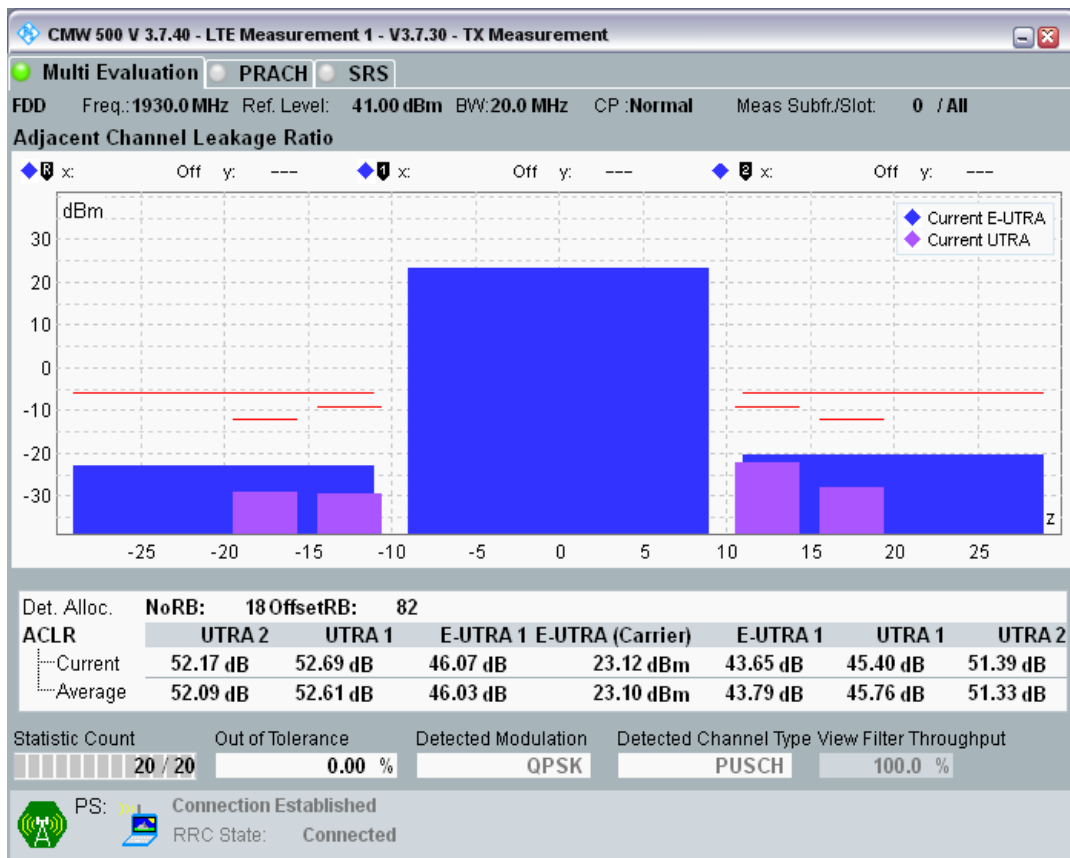 CMW 500 V 3.7.40 - LTE Measurement 1 - V3.7.30 - TX Measurement
Multi Evaluation PRACH SRS
FDD Freq.:1930.0 MHz Ref. Level: 41.00 dBm BW:20.0 MHz CP :Normal Meas Subfr./Slot: 0 / All
Adjacent Channel Leakage Ratio
R x: Off y: --- 1 x: Off y: --- 2 x: Off y: ---
dBm
Current E-UTRA
Current UTRA
30
20
10
0
-10
-20
-30
z
-25 -20 -15 -10 -5 0 5 10 15 20 25
Det. Alloc. NoRB: 18 OffsetRB: 82
ACLR UTRA 2 UTRA 1 E-UTRA 1 E-UTRA (Carrier) E-UTRA 1 UTRA 1 UTRA 2
Current 52.17 dB 52.69 dB 46.07 dB 23.12 dBm 43.65 dB 45.40 dB 51.39 dB
Average 52.09 dB 52.61 dB 46.03 dB 23.10 dBm 43.79 dB 45.76 dB 51.33 dB
Statistic Count Out of Tolerance Detected Modulation Detected Channel Type View Filter Throughput
20 / 20 0.00 % QPSK PUSCH 100.0 %
PS: Connection Established
RRC State: Connected